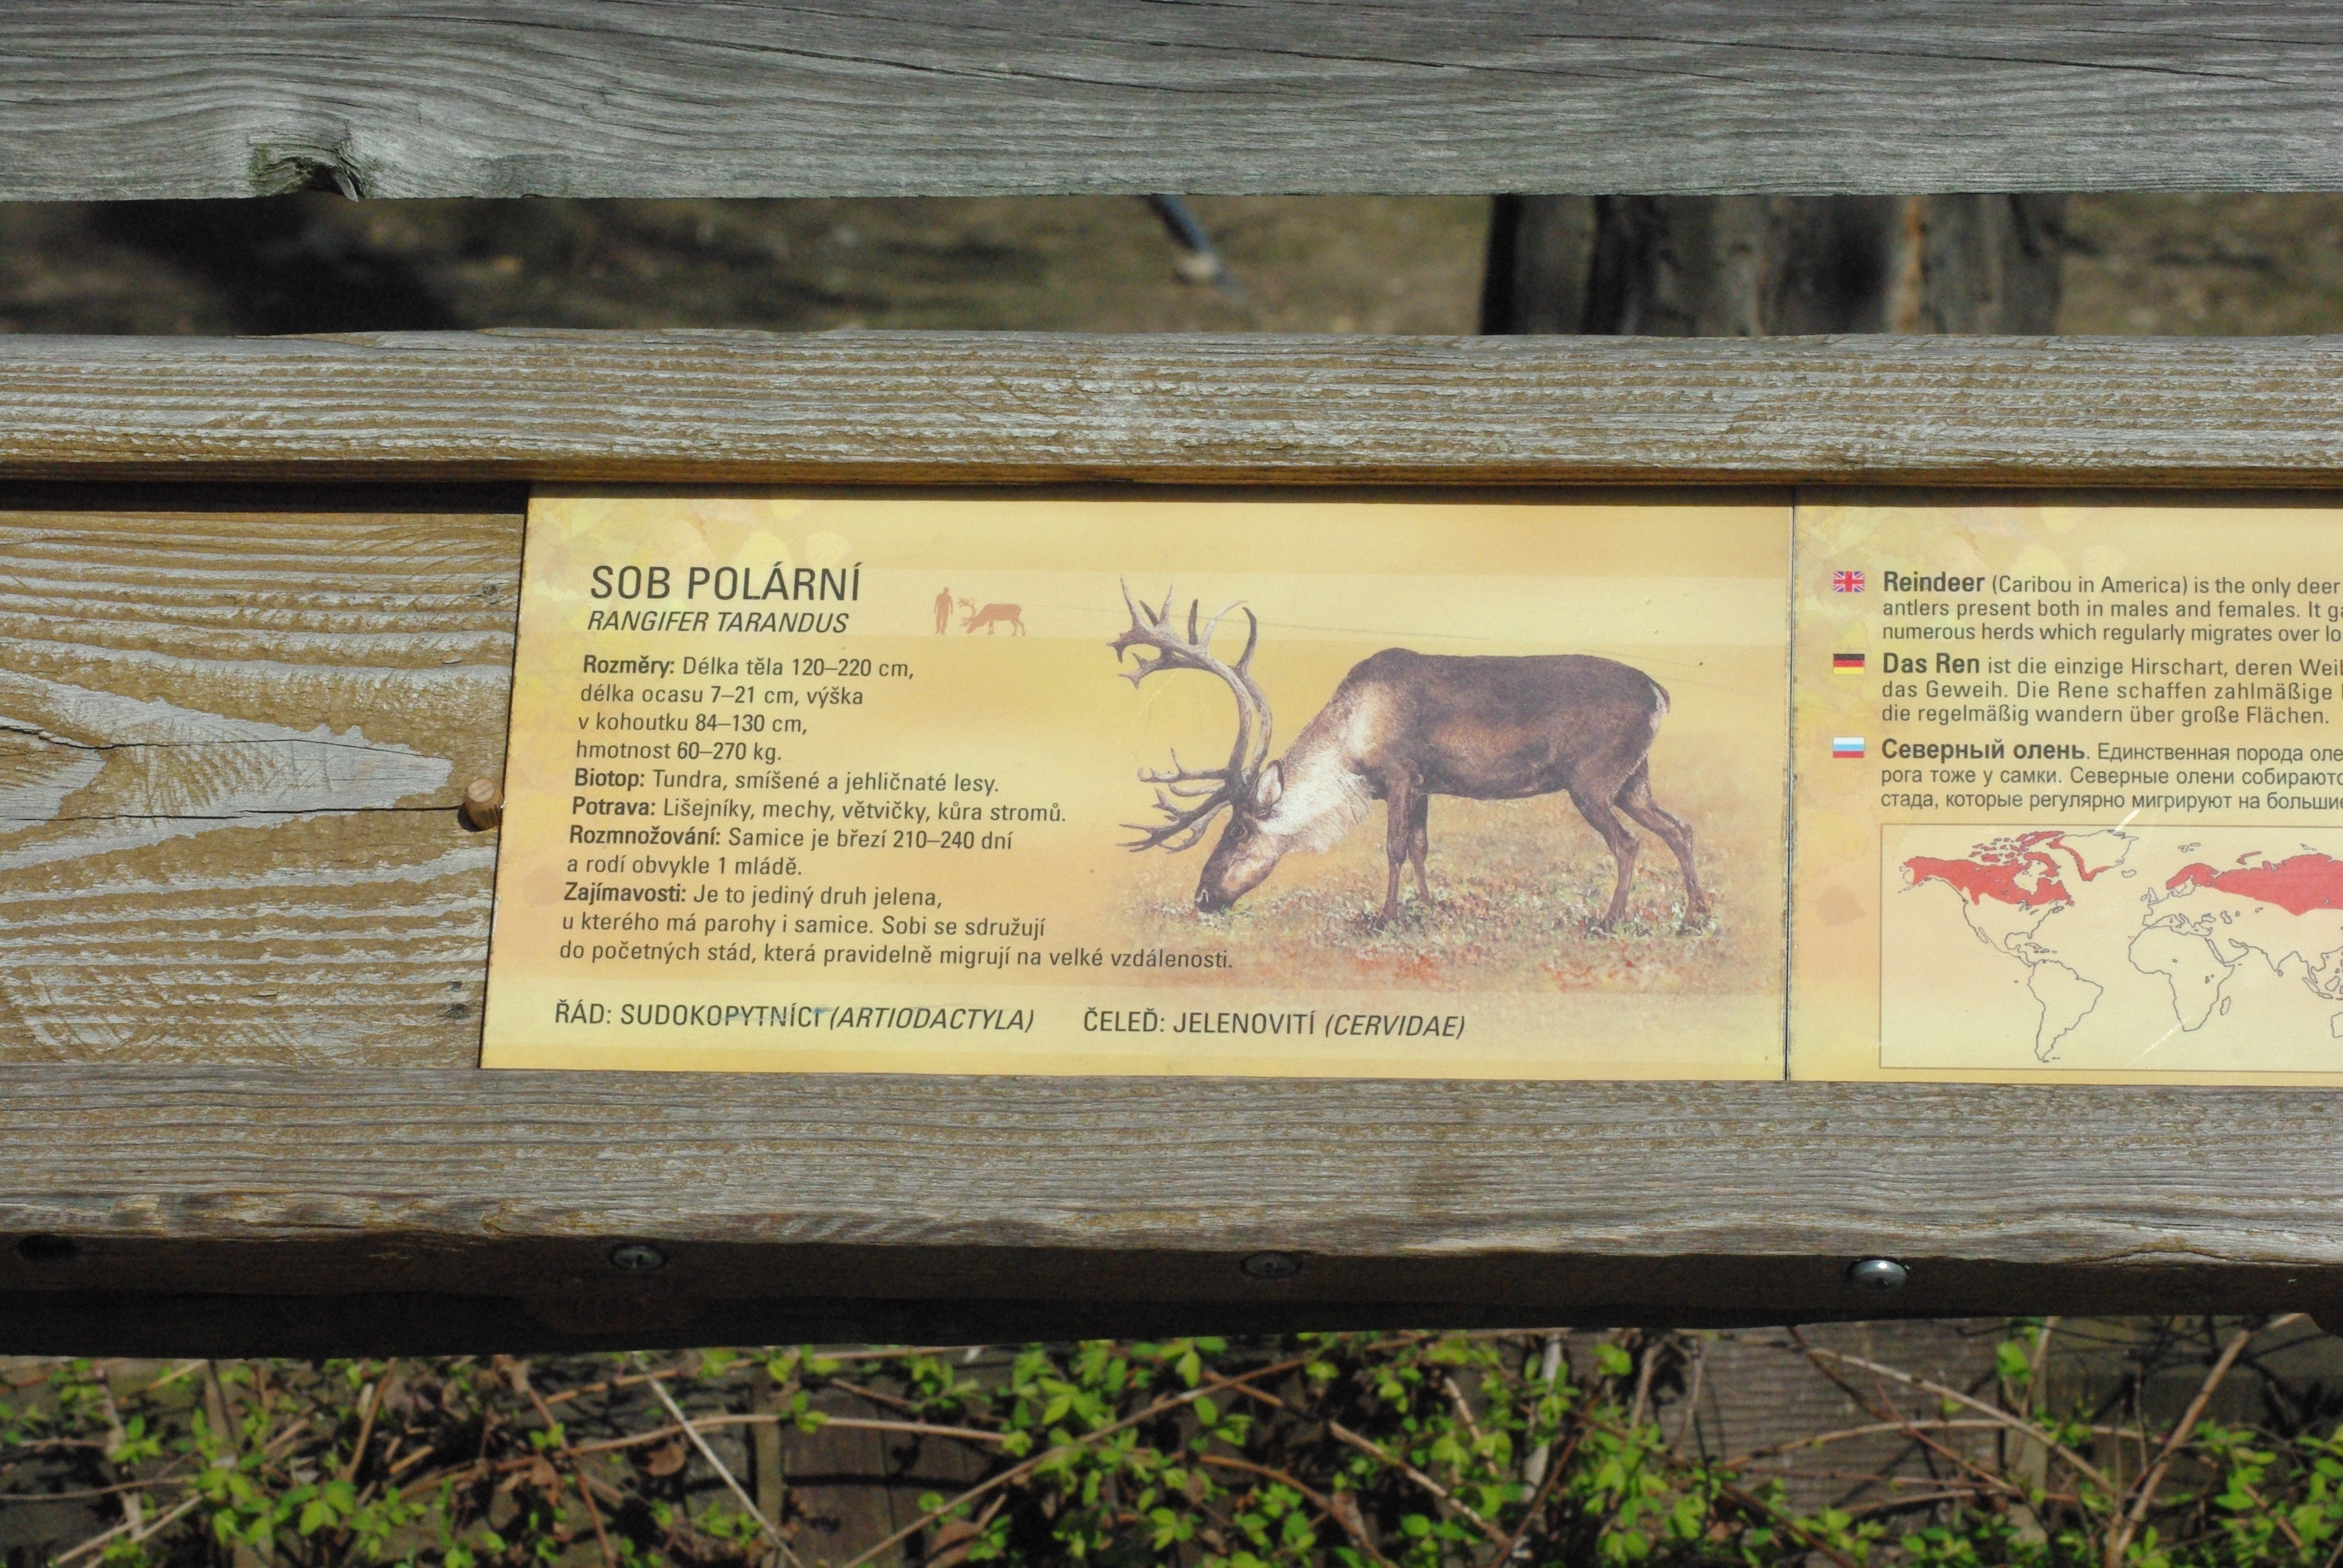 SOB POLÁRNÍ
RANGIFER TARANDUS
Rozměry: Délka těla 120–220 cm,
délka ocasu 7–21 cm, výška
v kohoutku 84–130 cm,
hmotnost 60–270 kg.
Biotop: Tundra, smíšené a jehličnaté lesy.
Potrava: Lišejníky, mechy, větvičky, kůra stromů.
Rozmnožování: Samice je březí 210–240 dní
a rodí obvykle 1 mládě.
Zajímavosti: Je to jediný druh jelena,
u kterého má parohy i samice. Sobi se sdružují
do početných stád, která pravidelně migrují na velké vzdálenosti.
ŘÁD: SUDOKOPYTNÍCI (ARTIODACTYLA) ČELEĎ: JELENOVITÍ (CERVIDAE)
Reindeer (Caribou in America) is the only deer
antlers present both in males and females. It
numerous herds which regularly migrates over
Das Ren ist die einzige Hirschart, deren
das Geweih. Die Rene schaffen zahlmäßige
die regelmäßig wandern über große Flächen.
Северный олень. Единственная порода
рога тоже у самки. Северные олени
стада, которые регулярно мигрируют на